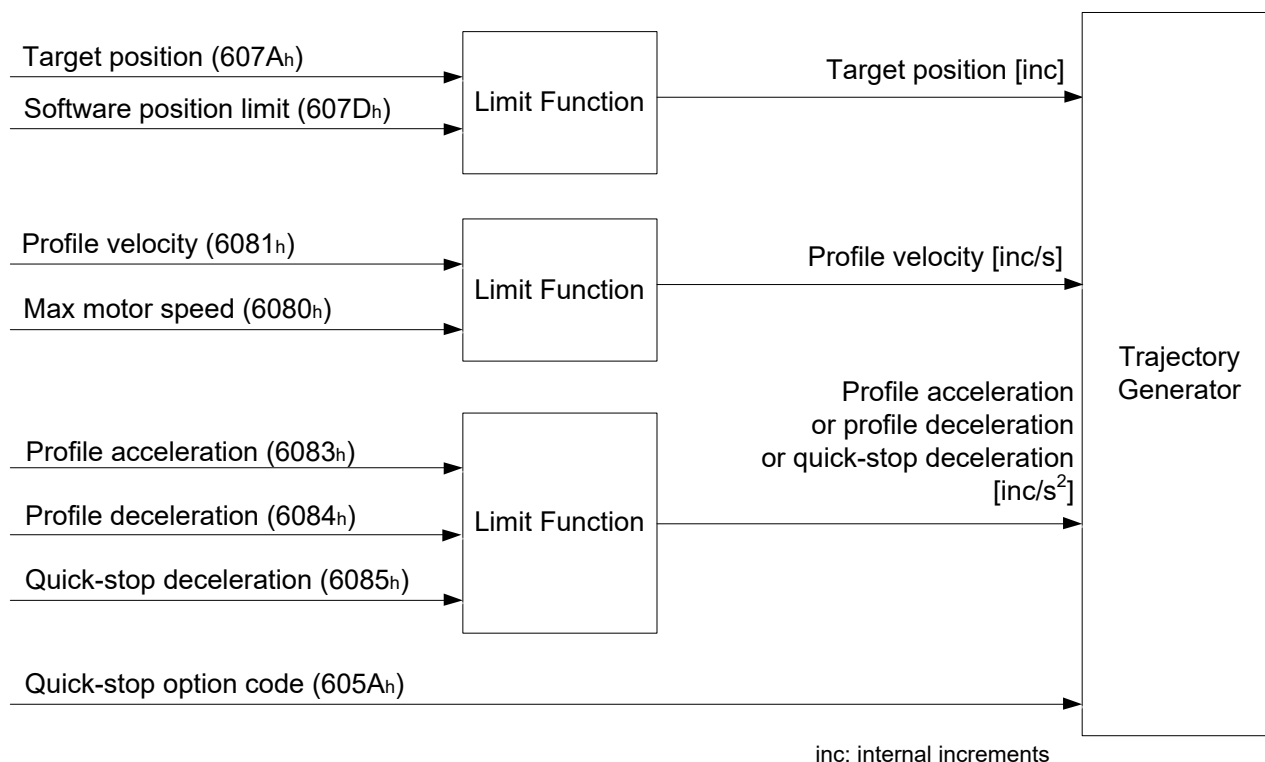 Target position (607Ah)
Software position limit (607Dh)
Limit Function
Target position [inc]
Profile velocity (6081h)
Max motor speed (6080h)
Limit Function
Profile velocity [inc/s]
Profile acceleration (6083h)
Profile deceleration (6084h)
Quick-stop deceleration (6085h)
Limit Function
Profile acceleration
or profile deceleration
or quick-stop deceleration
[inc/s²]
Quick-stop option code (605Ah)
Trajectory
Generator
inc: internal increments